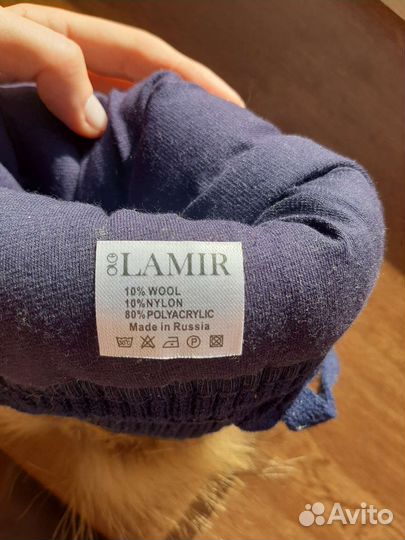 LAMIR
10% WOOL
10%NYLON
80% POLYACRYLIC
Made in Russia
Avito